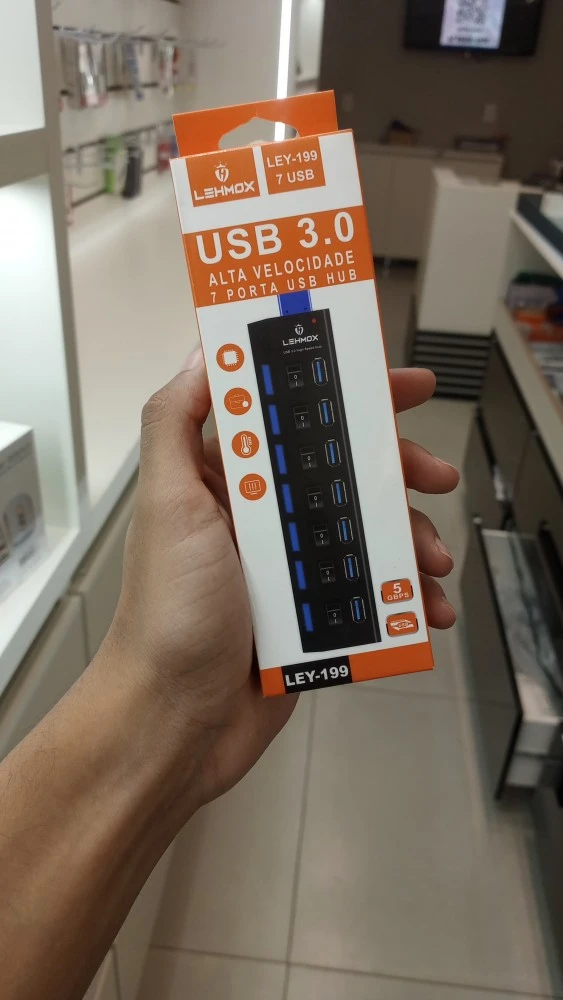 LEHMOX
LEY-199
7 USB
USB 3.0
ALTA VELOCIDADE
7 PORTA USB HUB
LEHMOX
5
GBPS
LEY-199